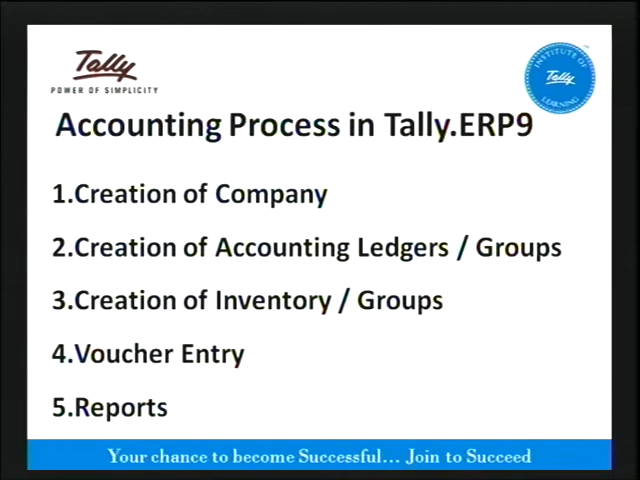 Tally
POWER OF SIMPLICITY
INSTITUTE OF
Tally
LEARNING
Accounting Process in Tally.ERP9
1.Creation of Company
2.Creation of Accounting Ledgers / Groups
3.Creation of Inventory / Groups
4.Voucher Entry
5.Reports
Your chance to become Successful... Join to Succeed